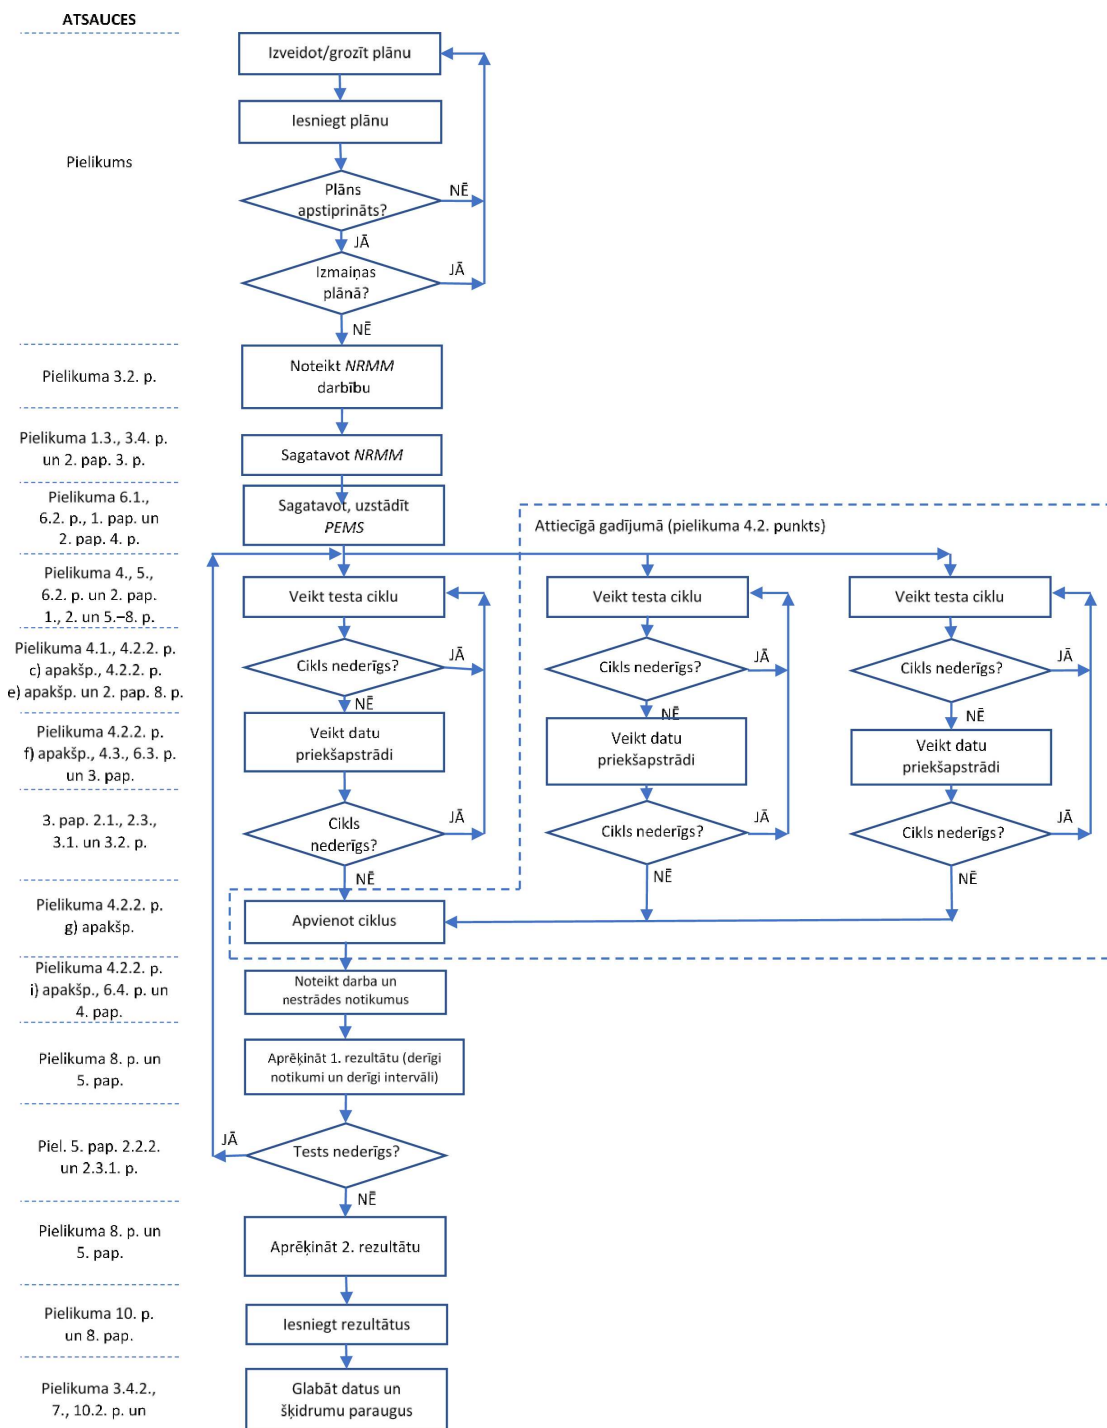 ATSAUCES
Izveidot/grozīt plānu
Iesniegt plānu
Pielikums
Plāns
apstiprināts?
NĒ
JĀ
Izmaiņas
plānā?
JĀ
NĒ
Pielikuma 3.2. p.
Noteikt NRMM
darbību
Pielikuma 1.3., 3.4. p.
un 2. pap. 3. p.
Sagatavot NRMM
Pielikuma 6.1.,
6.2. p., 1. pap. un
2. pap. 4. p.
Sagatavot, uzstādīt
PEMS
Attiecīgā gadījumā (pielikuma 4.2. punkts)
Pielikuma 4., 5.,
6.2. p. un 2. pap.
1., 2. un 5.–8. p.
Veikt testa ciklu
Veikt testa ciklu
Veikt testa ciklu
Pielikuma 4.1., 4.2.2. p.
c) apakšp., 4.2.2. p.
e) apakšp. un 2. pap. 8. p.
Cikls nederīgs?
JĀ
NĒ
Cikls nederīgs?
JĀ
NĒ
Cikls nederīgs?
JĀ
NĒ
Pielikuma 4.2.2. p.
f) apakšp., 4.3., 6.3. p.
un 3. pap.
Veikt datu
priekšapstrādi
Veikt datu
priekšapstrādi
Veikt datu
priekšapstrādi
3. pap. 2.1., 2.3.,
3.1. un 3.2. p.
Cikls
nederīgs?
JĀ
NĒ
Cikls nederīgs?
JĀ
NĒ
Cikls nederīgs?
JĀ
NĒ
Pielikuma 4.2.2. p.
g) apakšp.
Apvienot ciklus
Pielikuma 4.2.2. p.
i) apakšp., 6.4. p. un
4. pap.
Noteikt darba un
nestrādes notikumus
Pielikuma 8. p. un
5. pap.
Aprēķināt 1. rezultātu (derīgi
notikumi un derīgi intervāli)
Piel. 5. pap. 2.2.2.
un 2.3.1. p.
JĀ
Tests nederīgs?
NĒ
Pielikuma 8. p. un
5. pap.
Aprēķināt 2. rezultātu
Pielikuma 10. p.
un 8. pap.
Iesniegt rezultātus
Pielikuma 3.4.2.,
7., 10.2. p. un
Glabāt datus un
šķidrumu paraugus